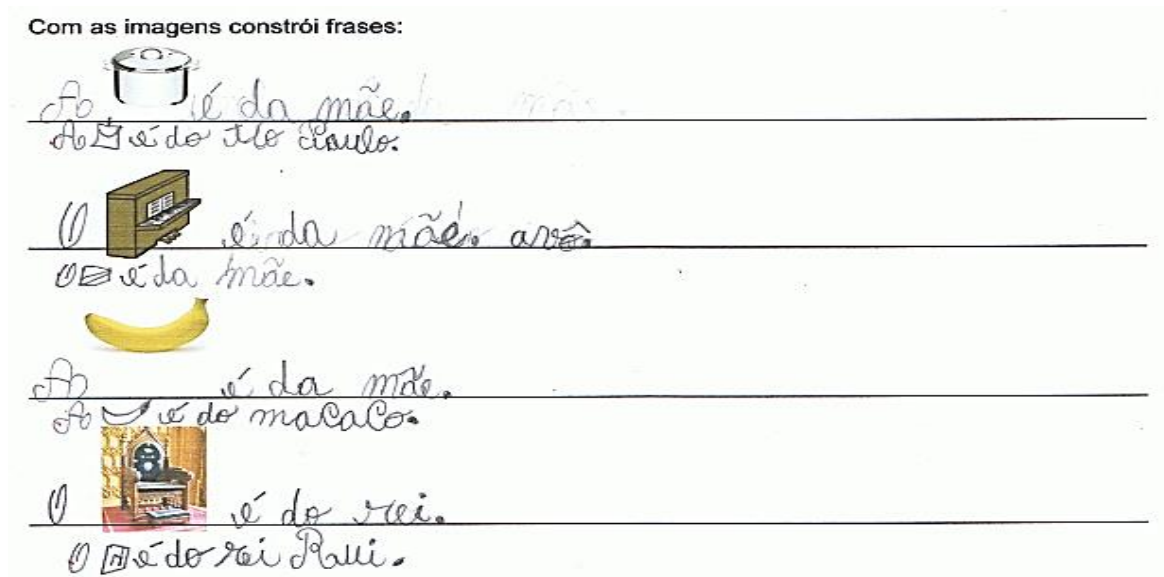 Com as imagens constrói frases:
A é da mãe.
A é do tio Paulo.
O é da mãe. avó.
O é da mãe.
A é da mãe.
A é do macaco.
O é do rei.
O é do rei Rui.